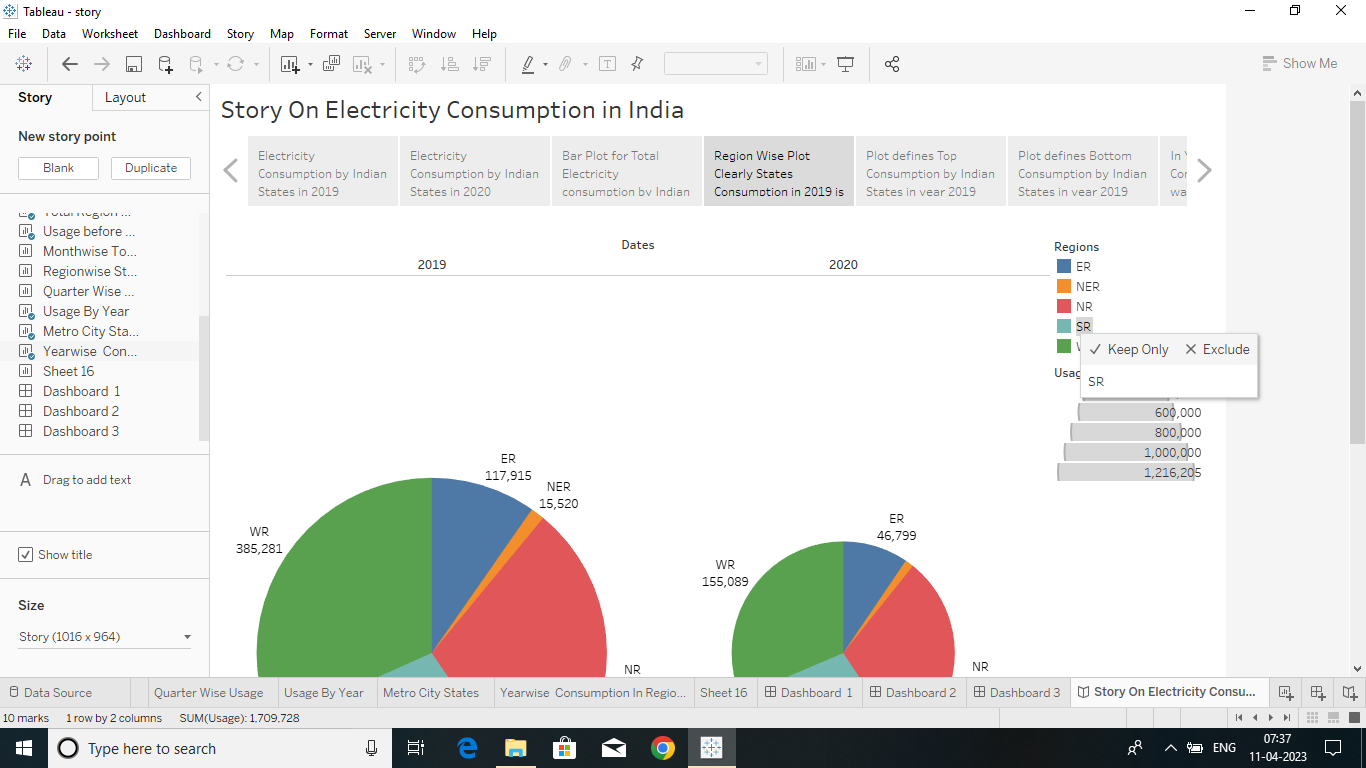 Tableau - story
File Data Worksheet Dashboard Story Map Format Server Window Help
Show Me
Story Layout
New story point
Blank Duplicate
Total Region ...
Usage before ...
Monthwise To...
Regionwise St...
Quarter Wise ...
Usage By Year
Metro City Sta...
Yearwise Con...
Sheet 16
Dashboard 1
Dashboard 2
Dashboard 3
A Drag to add text
Show title
Size
Story (1016 x 964)
Story On Electricity Consumption in India
Electricity
Consumption by Indian
States in 2019
Electricity
Consumption by Indian
States in 2020
Bar Plot for Total
Electricity
consumption by Indian
Region Wise Plot
Clearly States
Consumption in 2019 is
Plot defines Top
Consumption by Indian
States in year 2019
Plot defines Bottom
Consumption by Indian
States in year 2019
In
wa
Dates
2019 2020
Regions
ER
NER
NR
SR
Keep Only Exclude
SR
600,000
800,000
1,000,000
1,216,205
ER
117,915
NER
15,520
WR
385,281
NR
ER
46,799
WR
155,089
NR
Data Source Quarter Wise Usage Usage By Year Metro City States Yearwise Consumption In Regio... Sheet 16 Dashboard 1 Dashboard 2 Dashboard 3 Story On Electricity Consu...
10 marks 1 row by 2 columns SUM(Usage): 1,709,728
Type here to search
ENG
07:37
11-04-2023